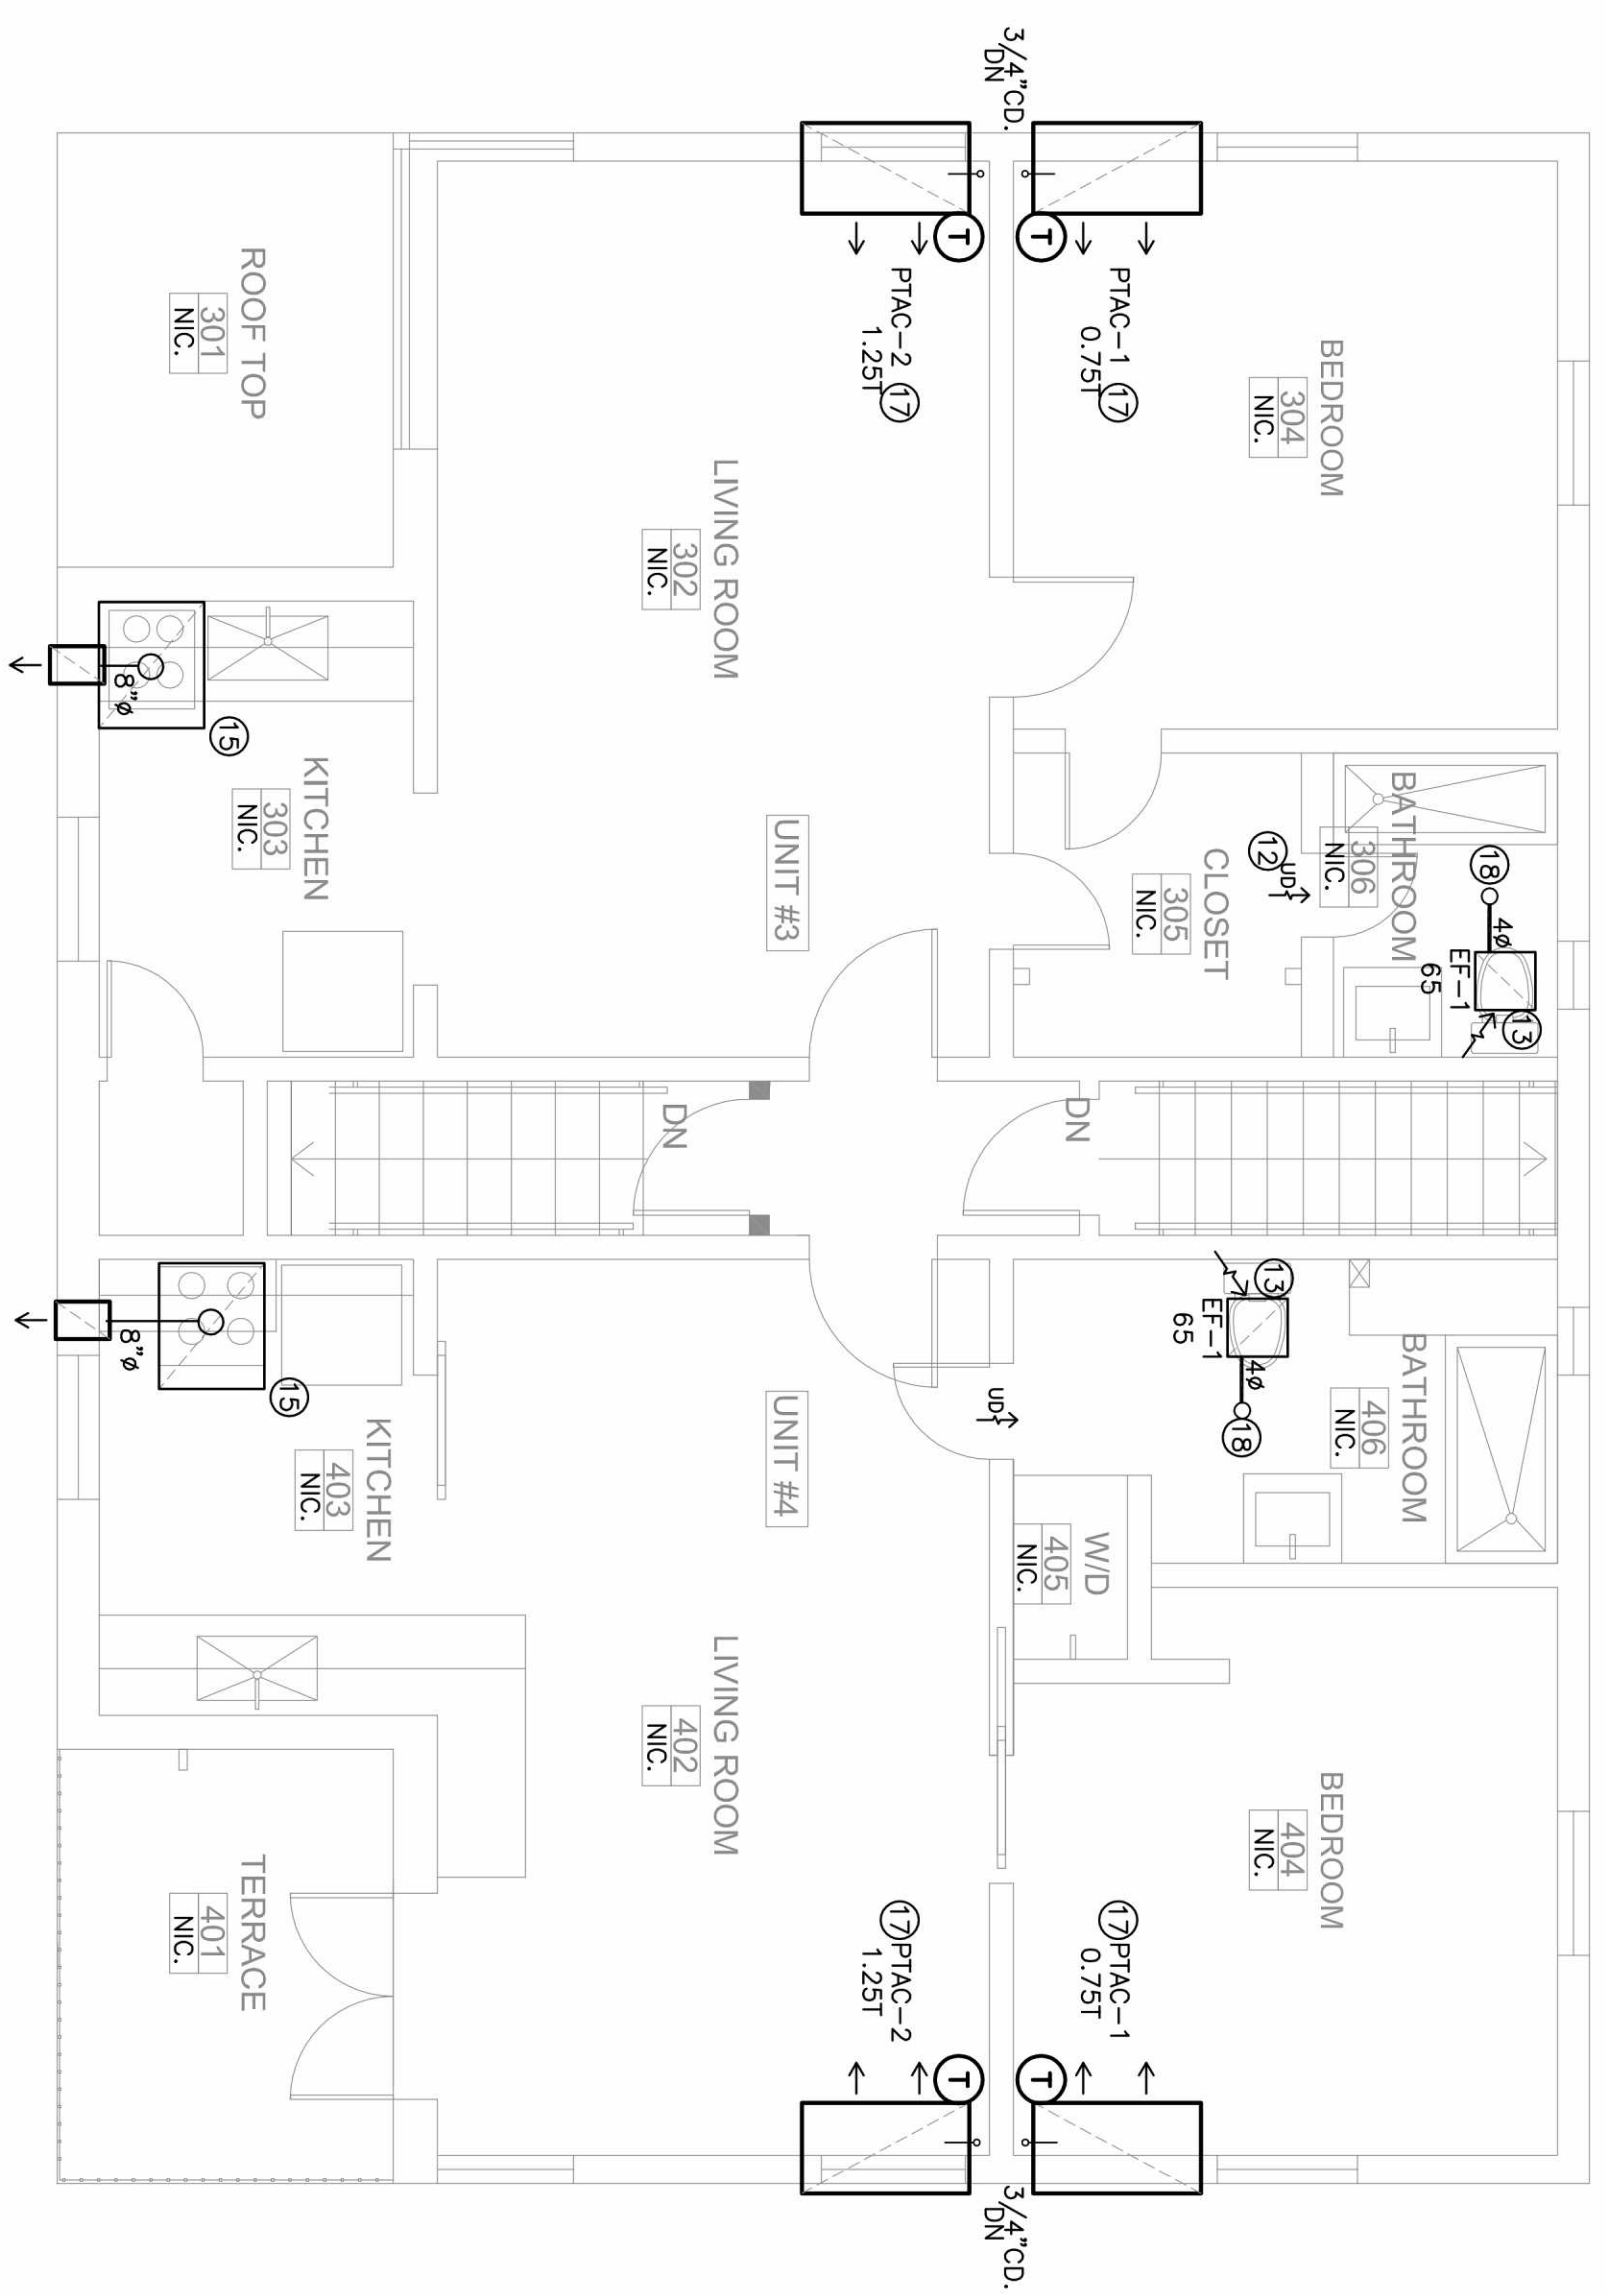 3/4"CD.
DN
BEDROOM
304
NIC.
PTAC-1
0.75T
17
T
PTAC-2
1.25T
17
T
LIVING ROOM
302
NIC.
ROOF TOP
301
NIC.
8"ø
15
KITCHEN
303
NIC.
UNIT #3
CLOSET
305
NIC.
BATHROOM
306
NIC.
12
UD
18
4ø
EF-1
65
13
DN
DN
13
EF-1
65
4ø
18
BATHROOM
406
NIC.
UD
W/D
405
NIC.
UNIT #4
8"ø
15
KITCHEN
403
NIC.
LIVING ROOM
402
NIC.
BEDROOM
404
NIC.
TERRACE
401
NIC.
17
PTAC-1
0.75T
T
17
PTAC-2
1.25T
T
3/4"CD.
DN